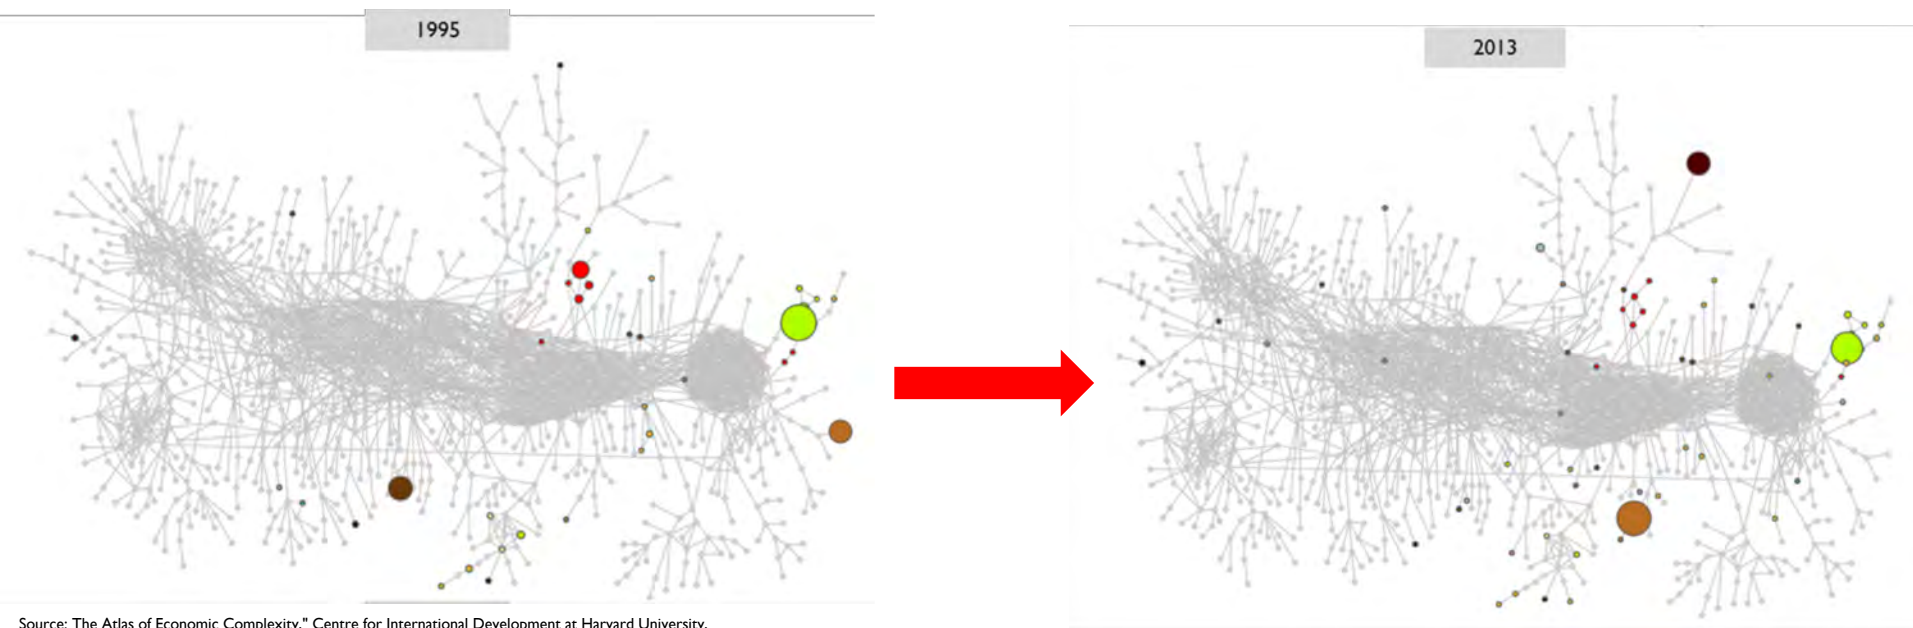 1995
2013
Source: The Atlas of Economic Complexity," Centre for International Development at Harvard University.